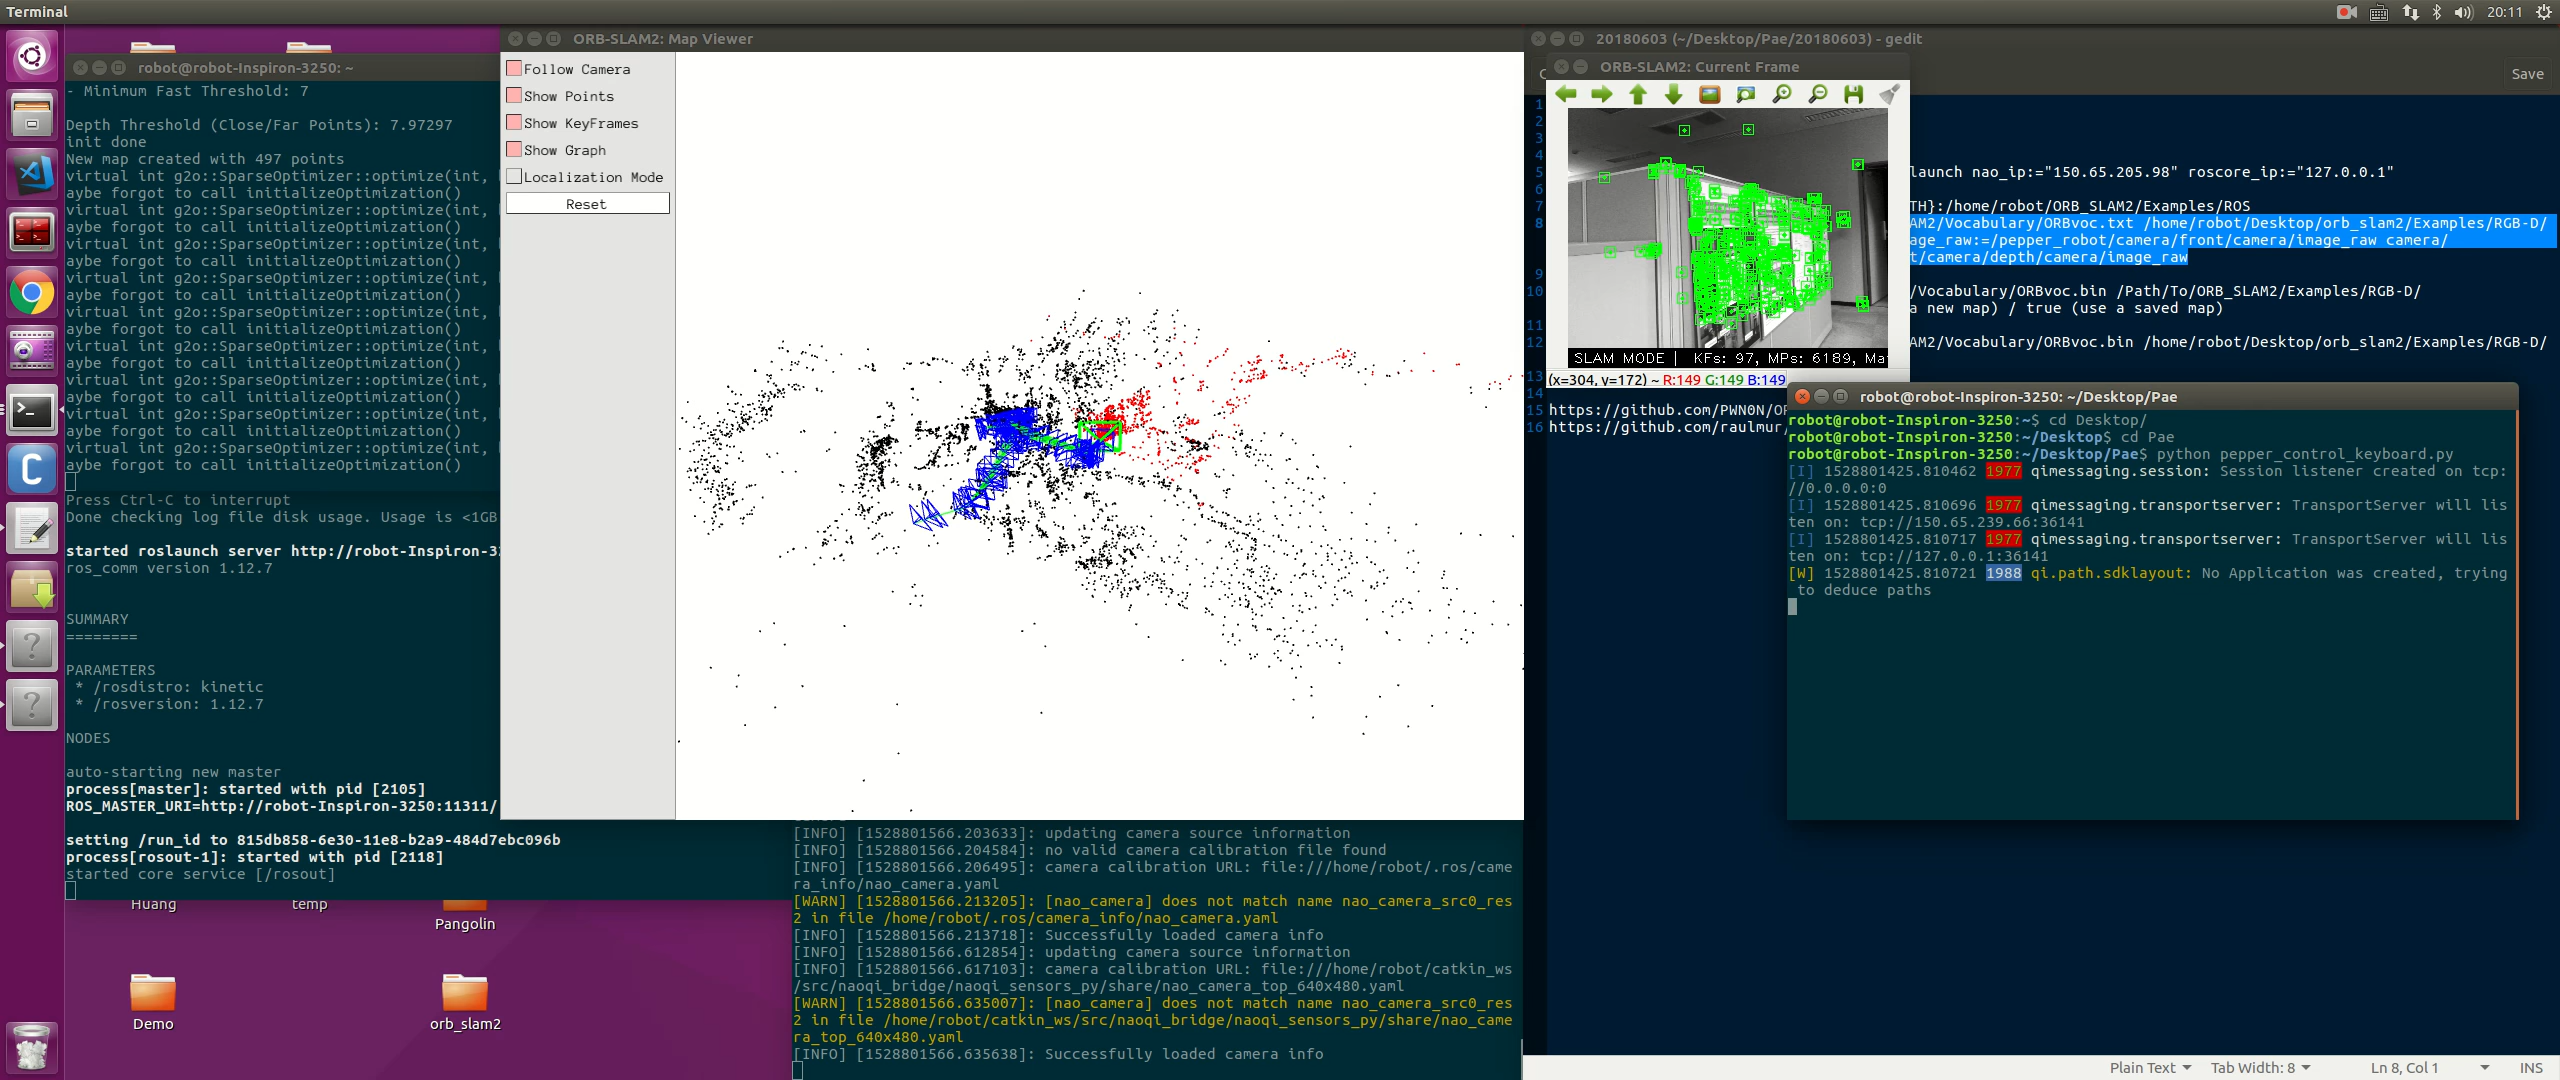 Terminal
20:11
robot@robot-Inspiron-3250: ~
- Minimum Fast Threshold: 7
Depth Threshold (Close/Far Points): 7.97297
init done
New map created with 497 points
virtual int g2o::SparseOptimizer::optimize(int,
aybe forgot to call initializeOptimization()
virtual int g2o::SparseOptimizer::optimize(int,
aybe forgot to call initializeOptimization()
virtual int g2o::SparseOptimizer::optimize(int,
aybe forgot to call initializeOptimization()
virtual int g2o::SparseOptimizer::optimize(int,
aybe forgot to call initializeOptimization()
virtual int g2o::SparseOptimizer::optimize(int,
aybe forgot to call initializeOptimization()
virtual int g2o::SparseOptimizer::optimize(int,
aybe forgot to call initializeOptimization()
virtual int g2o::SparseOptimizer::optimize(int,
aybe forgot to call initializeOptimization()
virtual int g2o::SparseOptimizer::optimize(int,
aybe forgot to call initializeOptimization()
virtual int g2o::SparseOptimizer::optimize(int,
aybe forgot to call initializeOptimization()
Press Ctrl-C to interrupt
Done checking log file disk usage. Usage is <1GB
started roslaunch server http://robot-Inspiron-3
ros_comm version 1.12.7
SUMMARY
========
PARAMETERS
* /rosdistro: kinetic
* /rosversion: 1.12.7
NODES
auto-starting new master
process[master]: started with pid [2105]
ROS_MASTER_URI=http://robot-Inspiron-3250:11311/
setting /run_id to 815db858-6e30-11e8-b2a9-484d7ebc096b
process[rosout-1]: started with pid [2118]
started core service [/rosout]
Huang
temp
Pangolin
Demo
orb_slam2
ORB-SLAM2: Map Viewer
Follow Camera
Show Points
Show KeyFrames
Show Graph
Localization Mode
Reset
[INFO] [1528801566.203633]: updating camera source information
[INFO] [1528801566.204584]: no valid camera calibration file found
[INFO] [1528801566.206495]: camera calibration URL: file:///home/robot/.ros/came
ra_info/nao_camera.yaml
[WARN] [1528801566.213205]: [nao_camera] does not match name nao_camera_src0_res
2 in file /home/robot/.ros/camera_info/nao_camera.yaml
[INFO] [1528801566.213718]: Successfully loaded camera info
[INFO] [1528801566.612854]: updating camera source information
[INFO] [1528801566.617103]: camera calibration URL: file:///home/robot/catkin_ws
/src/naoqi_bridge/naoqi_sensors_py/share/nao_camera_top_640x480.yaml
[WARN] [1528801566.635007]: [nao_camera] does not match name nao_camera_src0_res
2 in file /home/robot/catkin_ws/src/naoqi_bridge/naoqi_sensors_py/share/nao_came
ra_top_640x480.yaml
[INFO] [1528801566.635638]: Successfully loaded camera info
20180603 (~/Desktop/Pae/20180603) - gedit
Save
ORB-SLAM2: Current Frame
SLAM MODE | KFs: 97, MPs: 6189, Ma
(x=304, y=172) ~ R:149 G:149 B:149
1
2
3
4
5 launch nao_ip:="150.65.205.98" roscore_ip:="127.0.0.1"
6
7 TH}:/home/robot/ORB_SLAM2/Examples/ROS
8 AM2/Vocabulary/ORBvoc.txt /home/robot/Desktop/orb_slam2/Examples/RGB-D/
age_raw:=/pepper_robot/camera/front/camera/image_raw camera/
t/camera/depth/camera/image_raw
9
10 /Vocabulary/ORBvoc.bin /Path/To/ORB_SLAM2/Examples/RGB-D/
a new map) / true (use a saved map)
11
12 AM2/Vocabulary/ORBvoc.bin /home/robot/Desktop/orb_slam2/Examples/RGB-D/
13
14
15 https://github.com/PWN0N/OR
16 https://github.com/raulmur/
robot@robot-Inspiron-3250: ~/Desktop/Pae
robot@robot-Inspiron-3250:~$ cd Desktop/
robot@robot-Inspiron-3250:~/Desktop$ cd Pae
robot@robot-Inspiron-3250:~/Desktop/Pae$ python pepper_control_keyboard.py
[I] 1528801425.810462 1977 qimessaging.session: Session listener created on tcp:
//0.0.0.0:0
[I] 1528801425.810696 1977 qimessaging.transportserver: TransportServer will lis
ten on: tcp://150.65.239.66:36141
[I] 1528801425.810717 1977 qimessaging.transportserver: TransportServer will lis
ten on: tcp://127.0.0.1:36141
[W] 1528801425.810721 1988 qi.path.sdklayout: No Application was created, trying
to deduce paths
Plain Text
Tab Width: 8
Ln 8, Col 1
INS